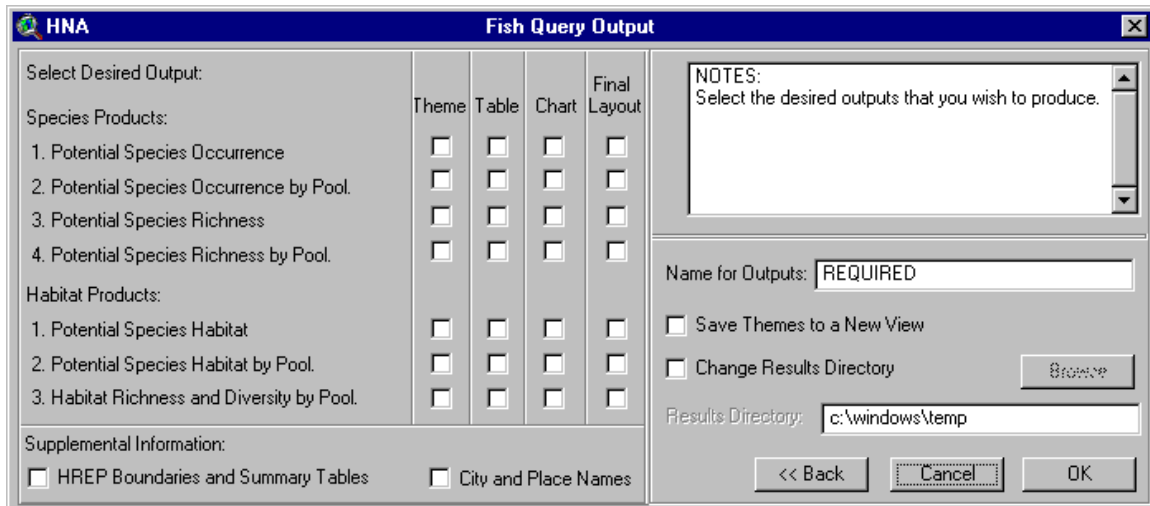 HNA
Fish Query Output
Select Desired Output:
Theme Table Chart Final Layout
Species Products:
1. Potential Species Occurrence
2. Potential Species Occurrence by Pool.
3. Potential Species Richness
4. Potential Species Richness by Pool.
Habitat Products:
1. Potential Species Habitat
2. Potential Species Habitat by Pool.
3. Habitat Richness and Diversity by Pool.
Supplemental Information:
HREP Boundaries and Summary Tables
City and Place Names
NOTES:
Select the desired outputs that you wish to produce.
Name for Outputs: REQUIRED
Save Themes to a New View
Change Results Directory
Browse
Results Directory: c:\windows\temp
<< Back
Cancel
OK